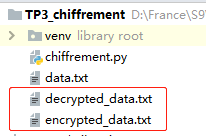 TP3_chiffrement D:\France\S9\
venv library root
chiffrement.py
data.txt
decrypted_data.txt
encrypted_data.txt